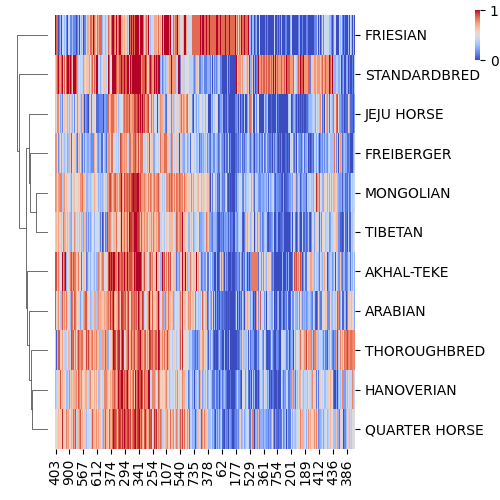 1
0
FRIESIAN
STANDARDBRED
JEJU HORSE
FREIBERGER
MONGOLIAN
TIBETAN
AKHAL-TEKE
ARABIAN
THOROUGHBRED
HANOVERIAN
QUARTER HORSE
403 900 567 612 374 294 341 254 107 540 735 378 62 177 529 361 754 201 189 412 436 386